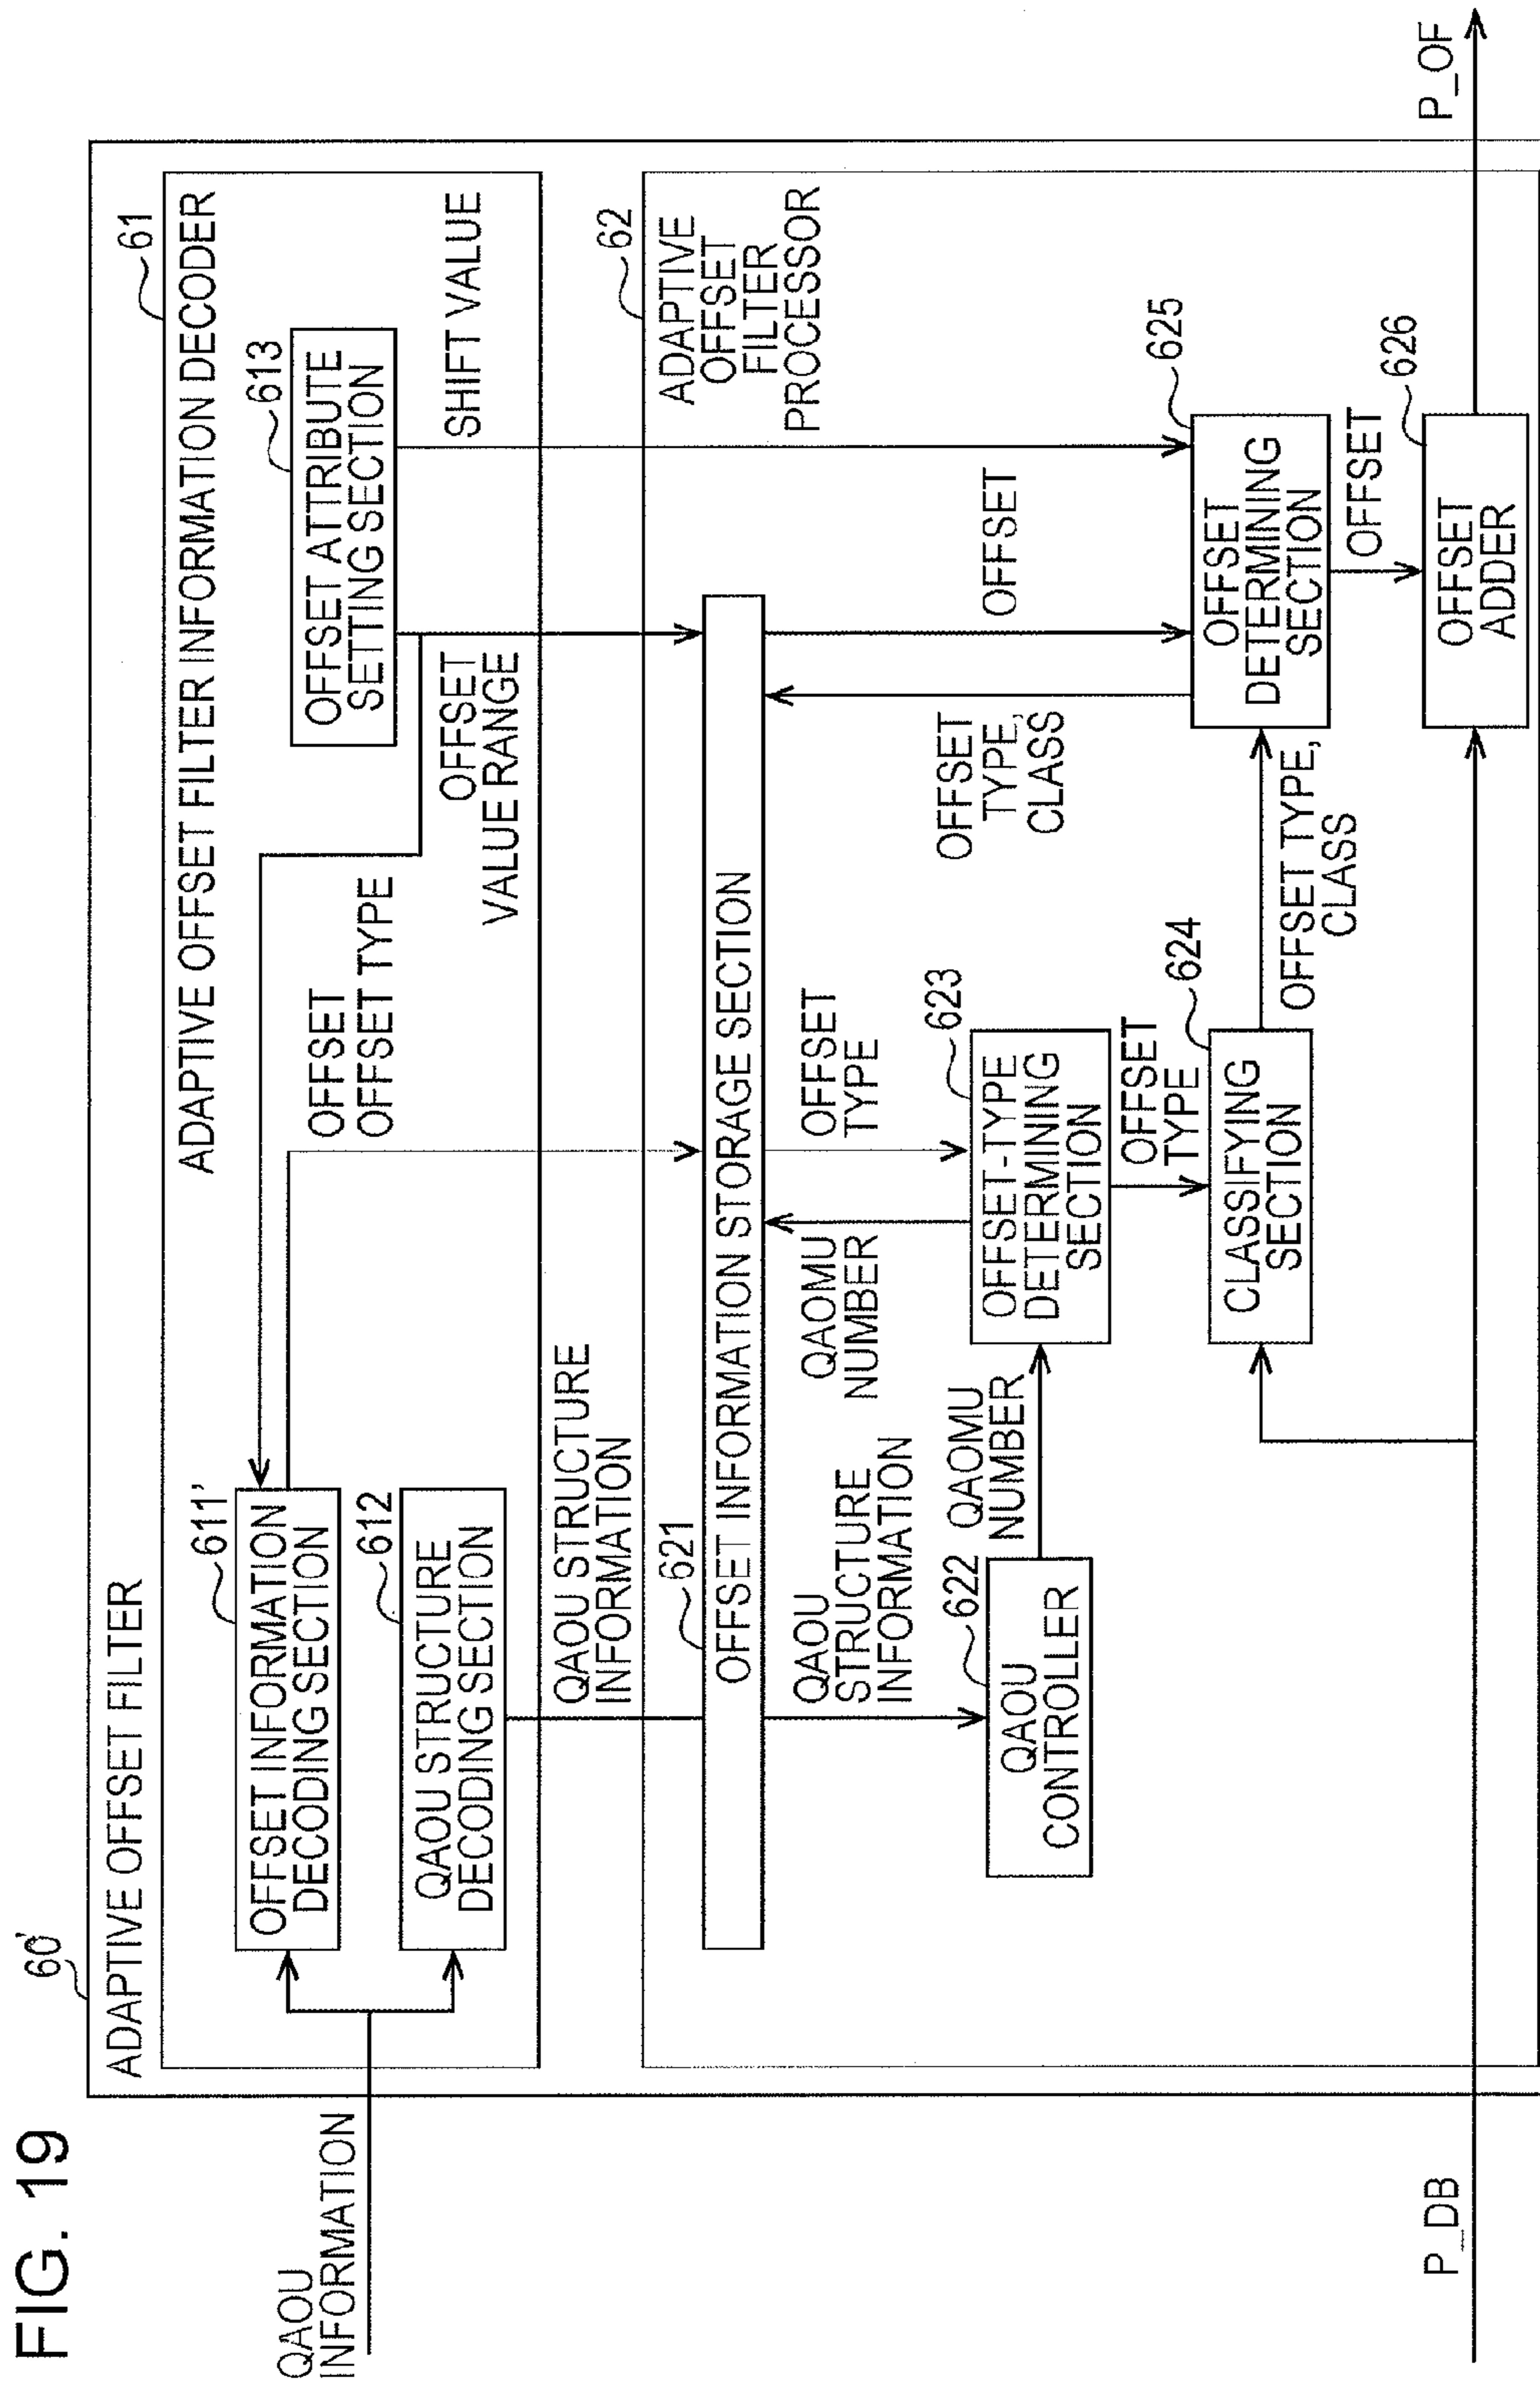 FIG. 19
60'
ADAPTIVE OFFSET FILTER
QAOU
INFORMATION
61
ADAPTIVE OFFSET FILTER INFORMATION DECODER
611'
OFFSET INFORMATION
DECODING SECTION
612
QAOU STRUCTURE
DECODING SECTION
613
OFFSET ATTRIBUTE
SETTING SECTION
OFFSET
OFFSET TYPE
OFFSET
VALUE RANGE
SHIFT VALUE
QAOU STRUCTURE
INFORMATION
62
ADAPTIVE
OFFSET
FILTER
PROCESSOR
621
OFFSET INFORMATION STORAGE SECTION
QAOU
STRUCTURE
INFORMATION
QAOMU
NUMBER
OFFSET
TYPE
OFFSET
TYPE,
CLASS
OFFSET
622
QAOU
CONTROLLER
QAOMU
NUMBER
623
OFFSET-TYPE
DETERMINING
SECTION
OFFSET
TYPE
624
CLASSIFYING
SECTION
OFFSET TYPE,
CLASS
625
OFFSET
DETERMINING
SECTION
OFFSET
626
OFFSET
ADDER
P_DB
P_OF